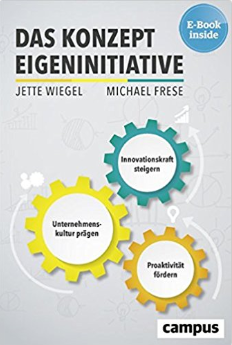 E-Book
inside
DAS KONZEPT
EIGENINITIATIVE
JETTE WIEGEL MICHAEL FRESE
Innovationskraft
steigern
Unternehmens-
kultur prägen
Proaktivität
fördern
campus